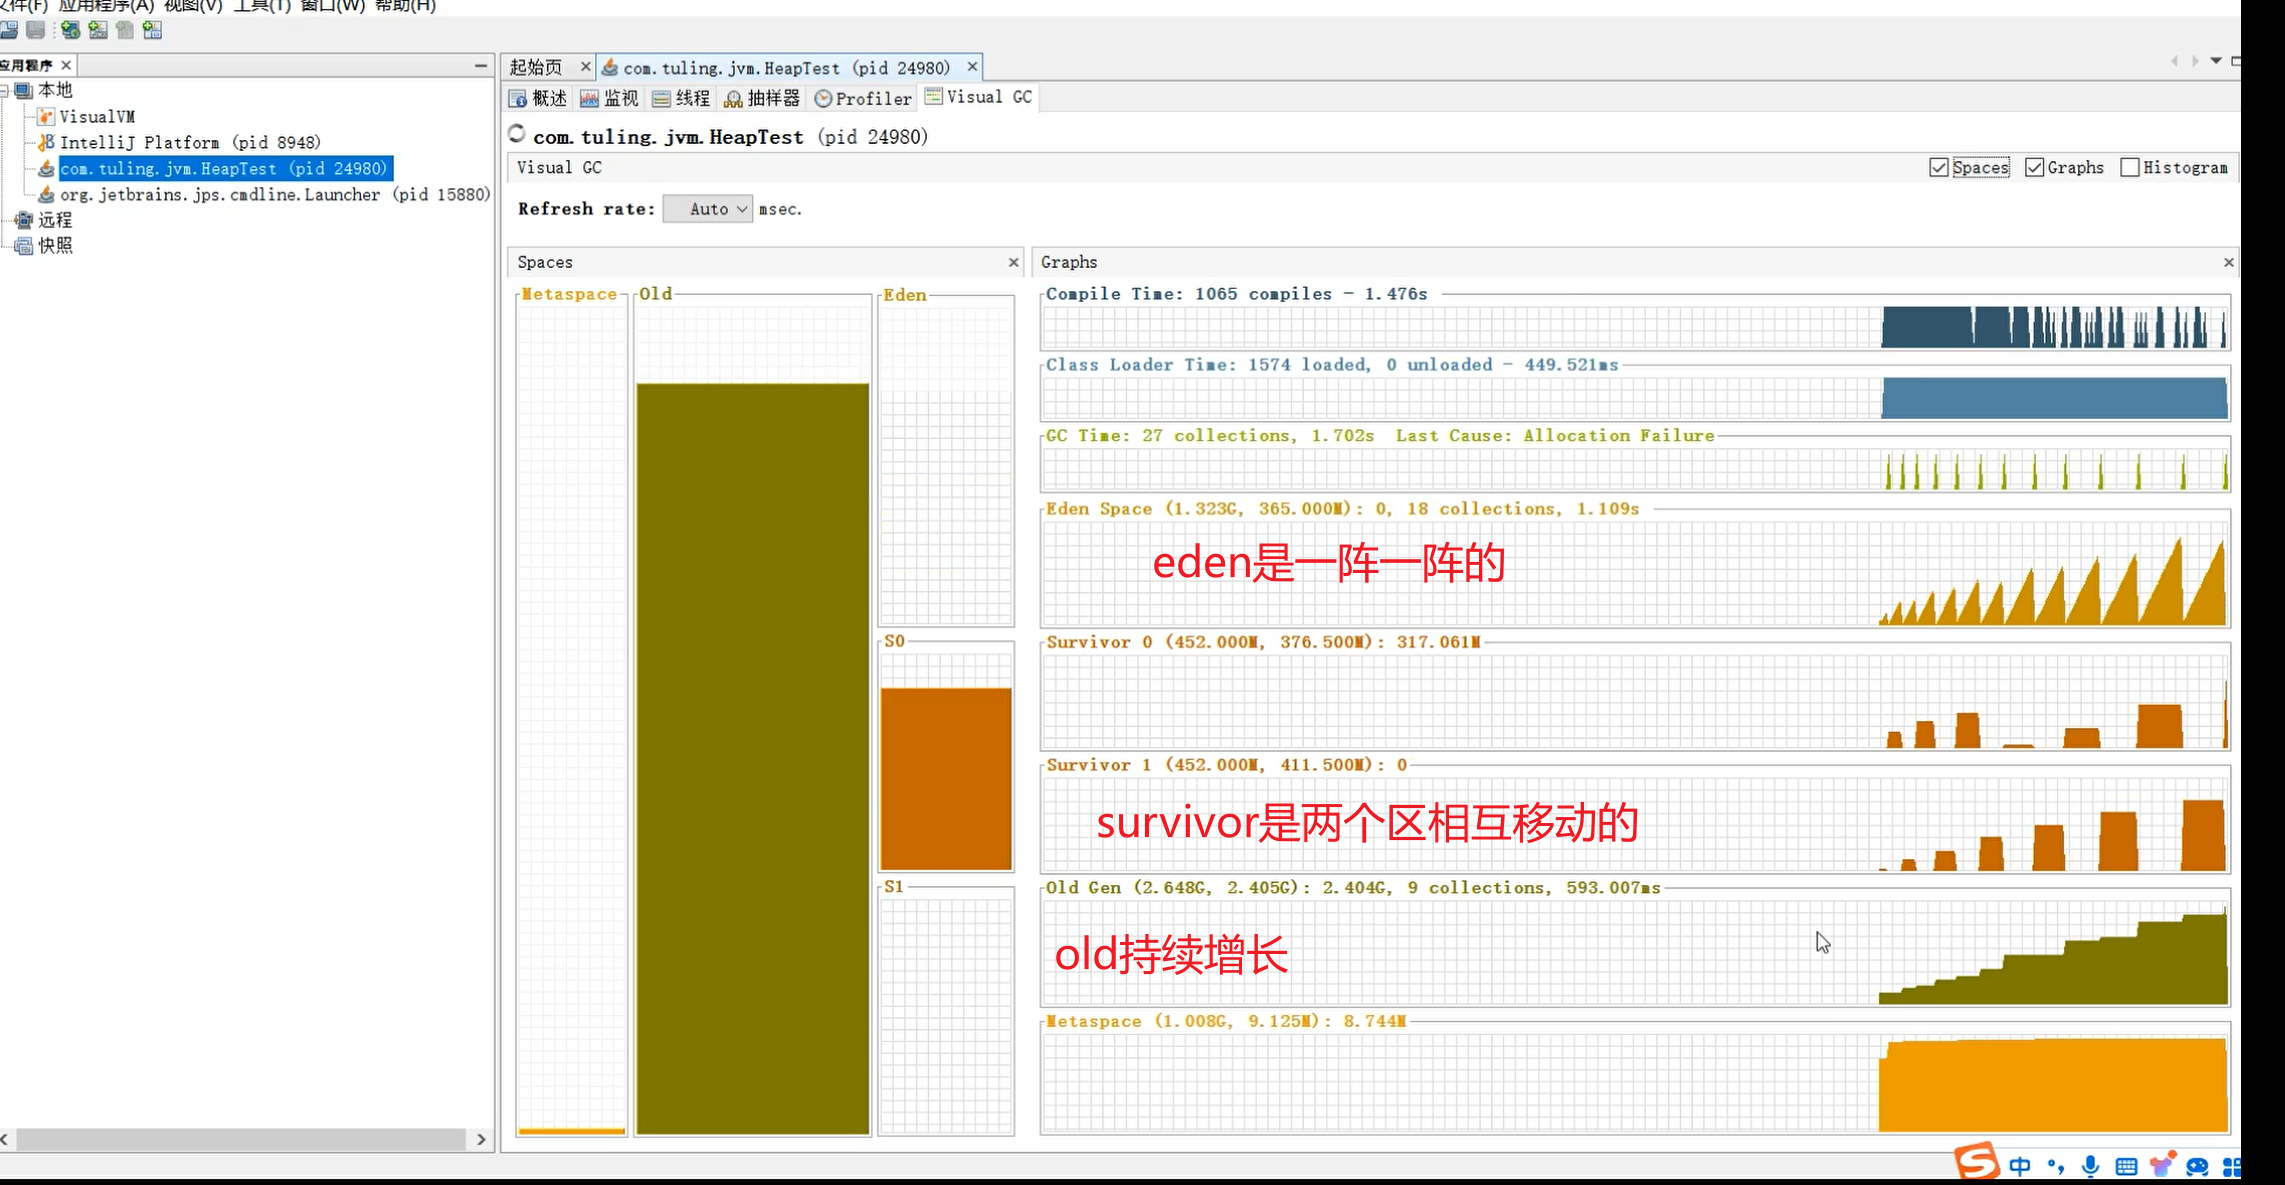 文件(F) 应用程序(A) 视图(V) 工具(T) 窗口(W) 帮助(H)
应用程序
本地
VisualVM
IntelliJ Platform (pid 8948)
com.tuling.jvm.HeapTest (pid 24980)
org.jetbrains.jps.cmdline.Launcher (pid 15880)
远程
快照
起始页
com.tuling.jvm.HeapTest (pid 24980)
概述 监视 线程 抽样器 Profiler Visual GC
com.tuling.jvm.HeapTest (pid 24980)
Visual GC
Spaces Graphs Histogram
Refresh rate: Auto msec.
Spaces
Metaspace
Old
Eden
S0
S1
Graphs
Compile Time: 1065 compiles - 1.476s
Class Loader Time: 1574 loaded, 0 unloaded - 449.521ms
GC Time: 27 collections, 1.702s Last Cause: Allocation Failure
Eden Space (1.323G, 365.000M): 0, 18 collections, 1.109s
eden是一阵一阵的
Survivor 0 (452.000M, 376.500M): 317.061M
Survivor 1 (452.000M, 411.500M): 0
survivor是两个区相互移动的
Old Gen (2.648G, 2.405G): 2.404G, 9 collections, 593.007ms
old持续增长
Metaspace (1.008G, 9.125M): 8.744M
中